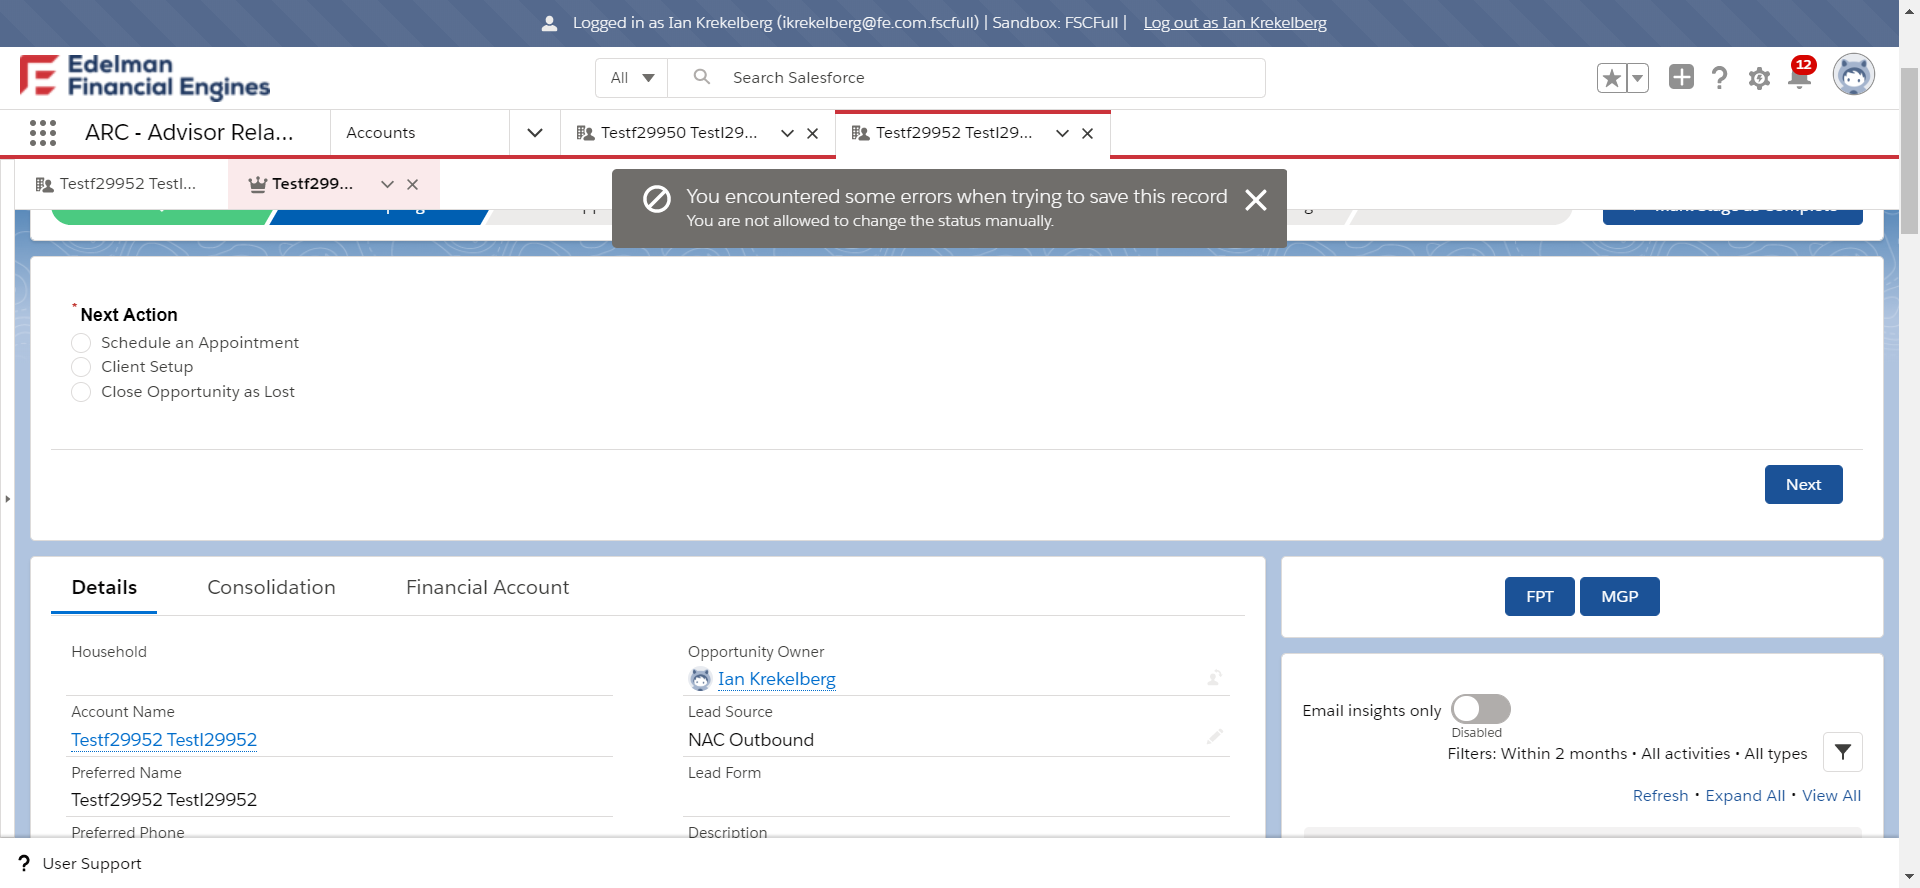 Logged in as Ian Krekelberg (ikrekelberg@fe.com.fscfull) | Sandbox: FSCFull | Log out as Ian Krekelberg
Edelman
Financial Engines
All
Search Salesforce
12
ARC - Advisor Rela...
Accounts
Testf29950 Testl29...
Testf29952 Testl29...
Testf29952 Testl...
Testf299...
You encountered some errors when trying to save this record
You are not allowed to change the status manually.
* Next Action
Schedule an Appointment
Client Setup
Close Opportunity as Lost
Next
Details
Consolidation
Financial Account
FPT
MGP
Household
Opportunity Owner
Ian Krekelberg
Account Name
Testf29952 Testl29952
Lead Source
NAC Outbound
Preferred Name
Testf29952 Testl29952
Lead Form
Preferred Phone
Description
Email insights only
Disabled
Filters: Within 2 months • All activities • All types
Refresh • Expand All • View All
? User Support